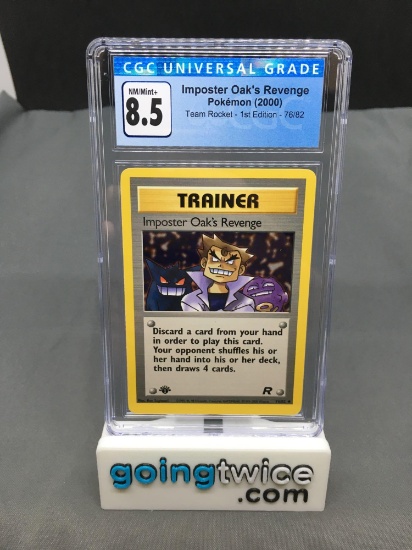 CGC UNIVERSAL GRADE
NM/Mint+
8.5
Imposter Oak's Revenge
Pokémon (2000)
Team Rocket - 1st Edition - 76/82
CGC
TRAINER
Imposter Oak's Revenge
Discard a card from your hand
in order to play this card.
Your opponent shuffles his or
her hand into his or her deck,
then draws 4 cards.
1
R
goingtwice
.com